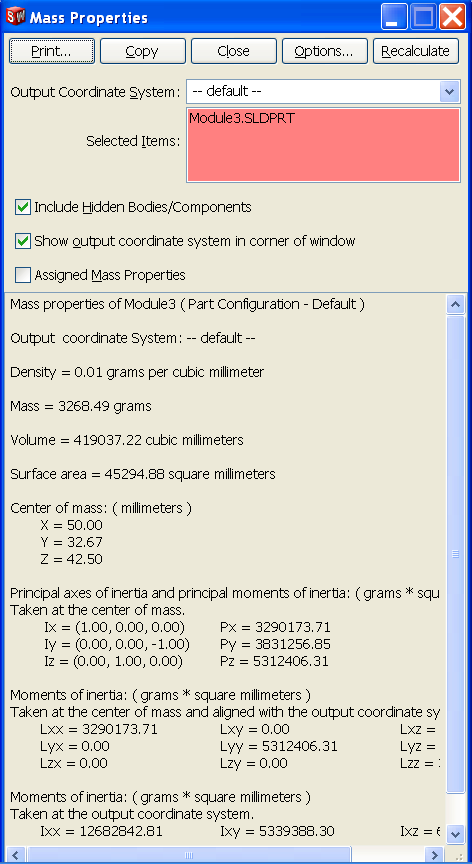 Mass Properties
Print... Copy Close Options... Recalculate
Output Coordinate System: -- default --
Selected Items: Module3.SLDPRT
Include Hidden Bodies/Components
Show output coordinate system in corner of window
Assigned Mass Properties
Mass properties of Module3 ( Part Configuration - Default )
Output coordinate System: -- default --
Density = 0.01 grams per cubic millimeter
Mass = 3268.49 grams
Volume = 419037.22 cubic millimeters
Surface area = 45294.88 square millimeters
Center of mass: ( millimeters )
X = 50.00
Y = 32.67
Z = 42.50
Principal axes of inertia and principal moments of inertia: ( grams * squ
Taken at the center of mass.
Ix = (1.00, 0.00, 0.00) Px = 3290173.71
Iy = (0.00, 0.00, -1.00) Py = 3831256.85
Iz = (0.00, 1.00, 0.00) Pz = 5312406.31
Moments of inertia: ( grams * square millimeters )
Taken at the center of mass and aligned with the output coordinate sy
Lxx = 3290173.71 Lxy = 0.00 Lxz =
Lyx = 0.00 Lyy = 5312406.31 Lyz =
Lzx = 0.00 Lzy = 0.00 Lzz =
Moments of inertia: ( grams * square millimeters )
Taken at the output coordinate system.
Ixx = 12682842.81 Ixy = 5339388.30 Ixz =